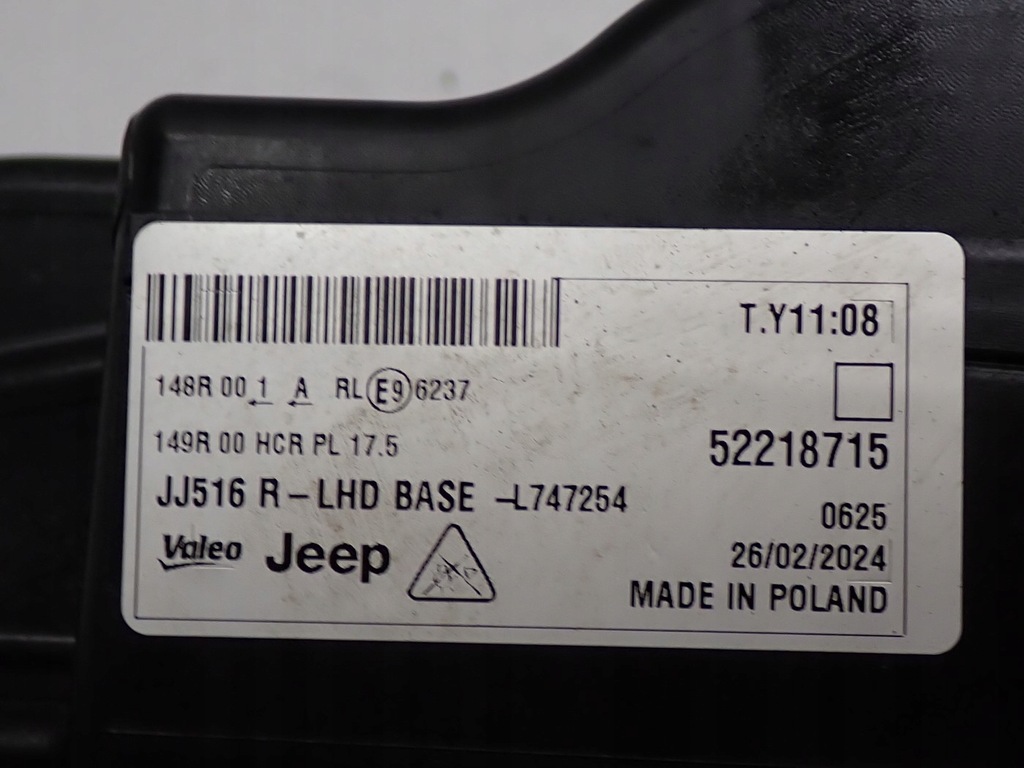 T.Y11:08
148R 00 1 A RL E9 6237
149R 00 HCR PL 17.5
52218715
JJ516 R – LHD BASE –L747254
0625
Valeo Jeep
26/02/2024
MADE IN POLAND